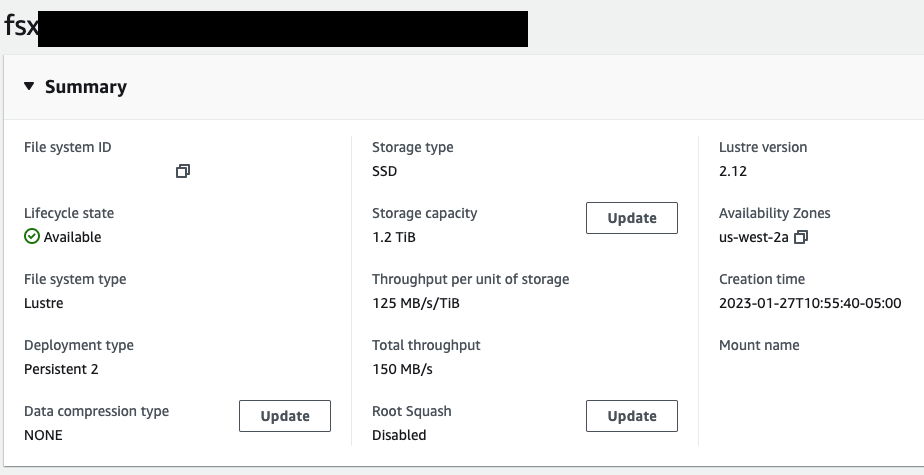 fsx
Summary
File system ID
Lifecycle state
Available
File system type
Lustre
Deployment type
Persistent 2
Data compression type
NONE
Update
Storage type
SSD
Storage capacity
1.2 TiB
Update
Throughput per unit of storage
125 MB/s/TiB
Total throughput
150 MB/s
Root Squash
Disabled
Update
Lustre version
2.12
Availability Zones
us-west-2a
Creation time
2023-01-27T10:55:40-05:00
Mount name